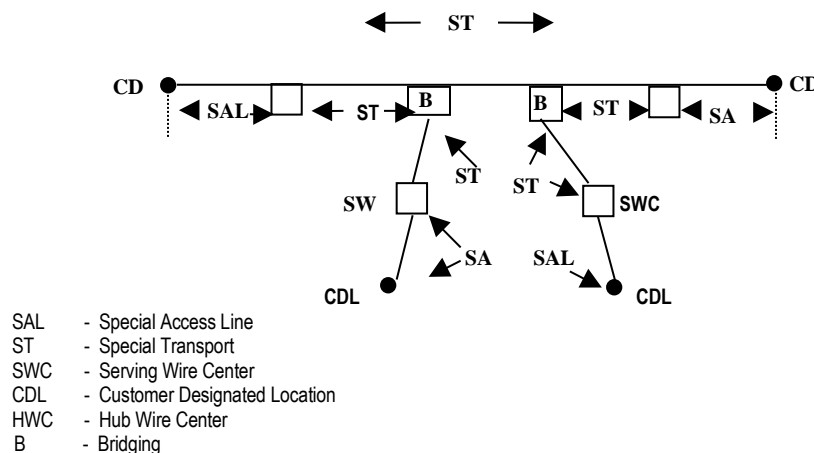 ST
CD CD
SAL ST B B ST SA
ST ST
SW SWC
SA SAL
CDL CDL
SAL - Special Access Line
ST - Special Transport
SWC - Serving Wire Center
CDL - Customer Designated Location
HWC - Hub Wire Center
B - Bridging